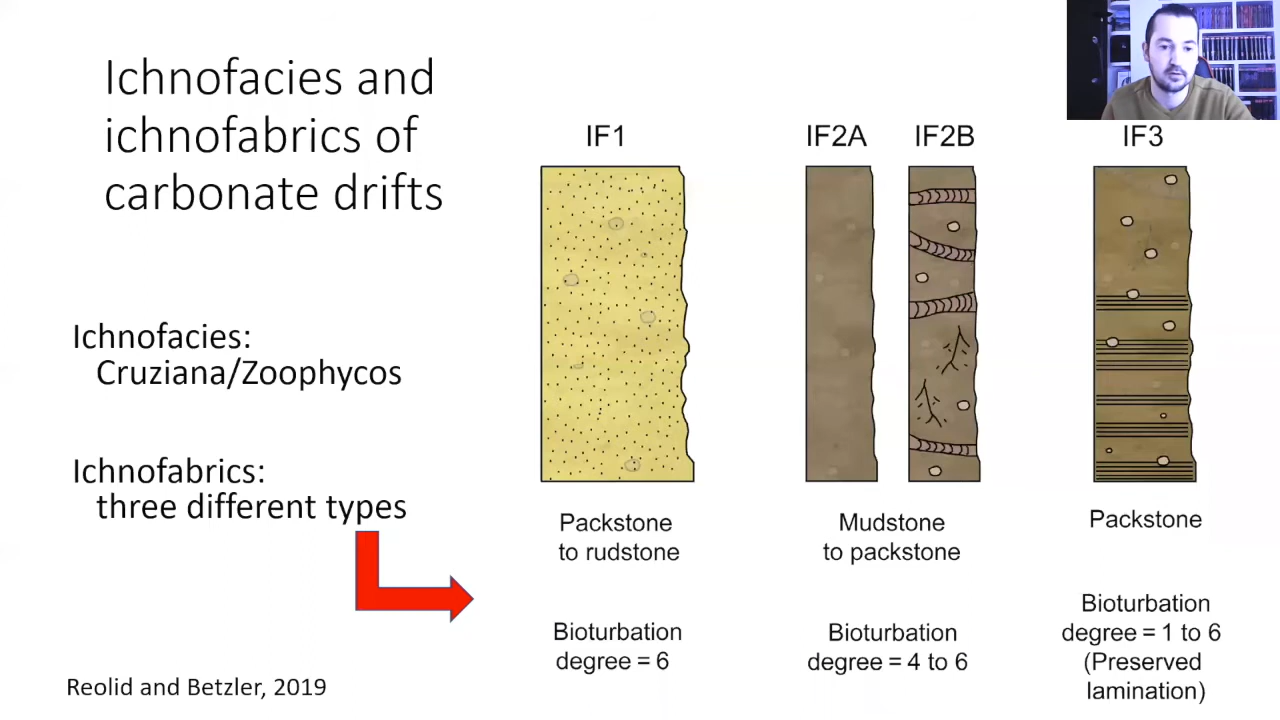 Ichnofacies and
ichnofabrics of
carbonate drifts
Ichnofacies:
Cruziana/Zoophycos
Ichnofabrics:
three different types
Reolid and Betzler, 2019
IF1
IF2A
IF2B
IF3
Packstone
to rudstone
Mudstone
to packstone
Packstone
Bioturbation
degree = 6
Bioturbation
degree = 4 to 6
Bioturbation
degree = 1 to 6
(Preserved
lamination)